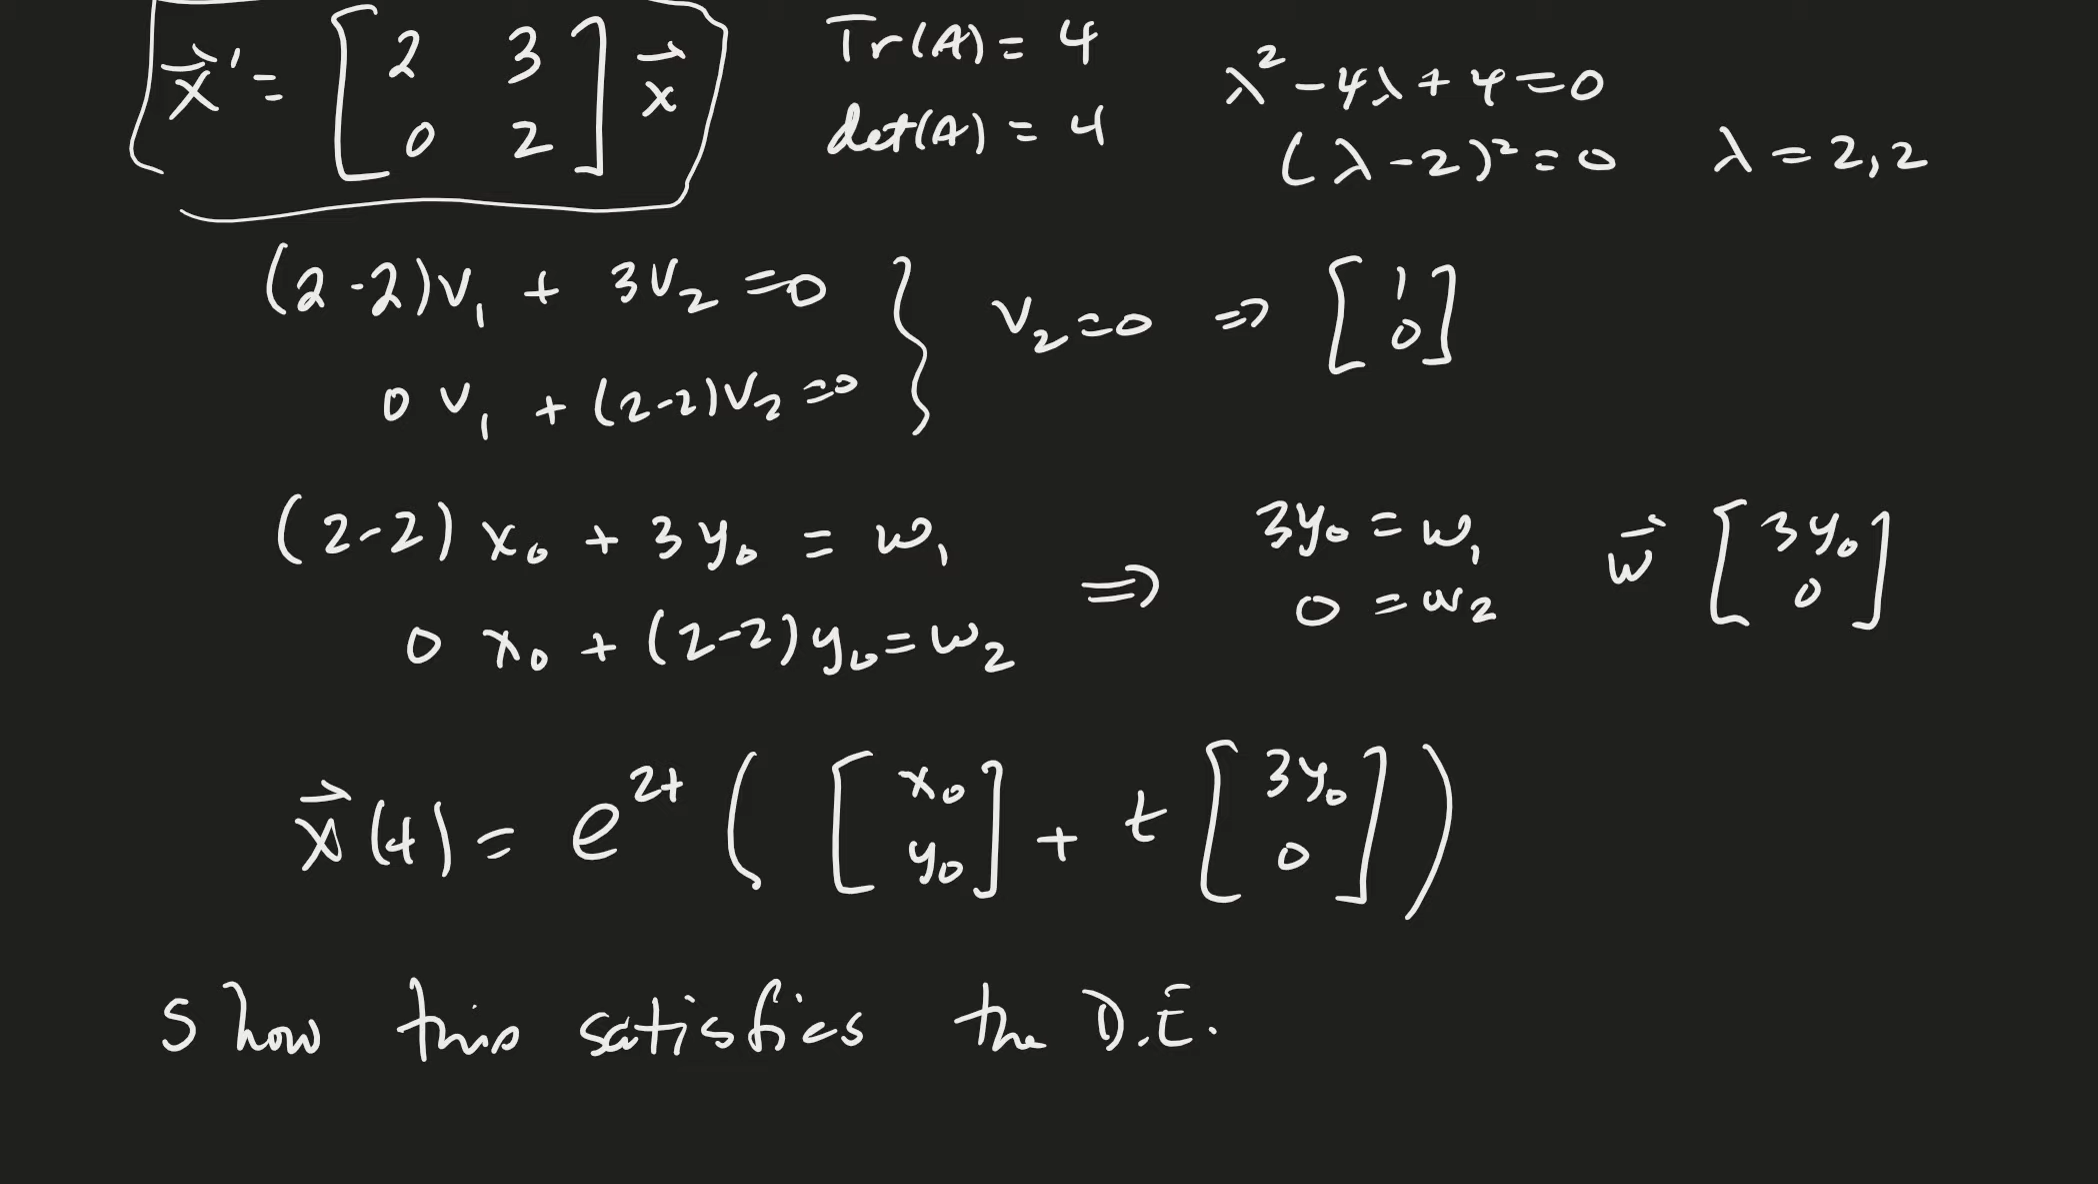 x⃗' = [2 3; 0 2] x⃗   Tr(A) = 4   λ² - 4λ + 4 = 0
det(A) = 4   (λ - 2)² = 0   λ = 2, 2
(2-2)v₁ + 3v₂ = 0 } v₂ = 0 ⇒ [1; 0]
0 v₁ + (2-2)v₂ = 0
(2-2) x₀ + 3 y₀ = w₁ ⇒ 3y₀ = w₁   w⃗ [3y₀; 0]
0 x₀ + (2-2) y₀ = w₂   0 = w₂
x⃗(t) = e²ᵗ ( [x₀; y₀] + t [3y₀; 0] )
Show this satisfies the D.E.